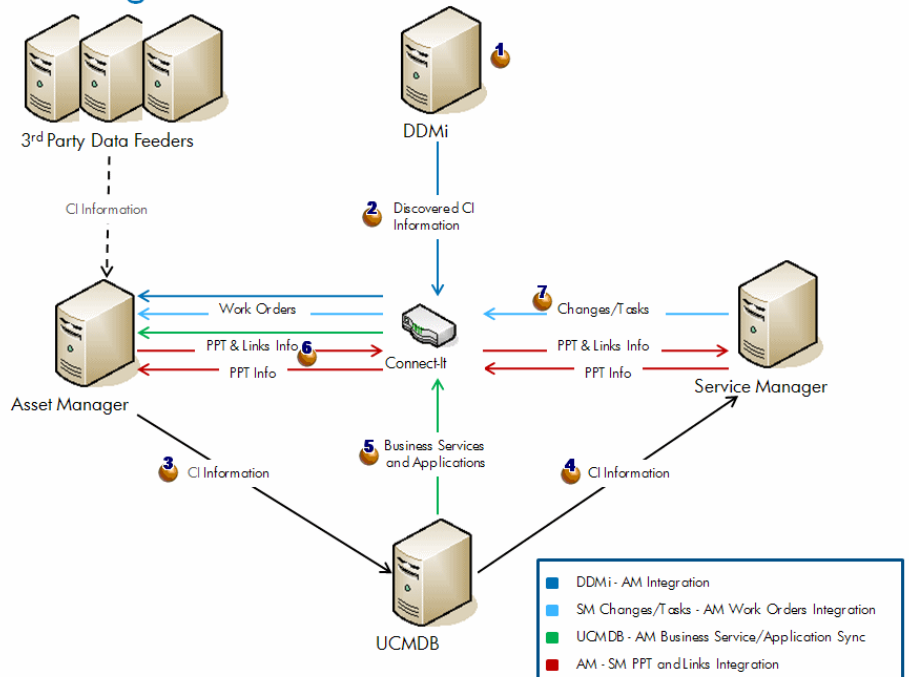 1
DDMi
3rd Party Data Feeders
CI Information
2 Discovered CI
Information
Work Orders
7 Changes/Tasks
PPT & Links Info
6
PPT Info
Connect-It
PPT & Links Info
PPT Info
Asset Manager
Service Manager
3 CI Information
5 Business Services
and Applications
4 CI Information
UCMDB
DDMi - AM Integration
SM Changes/Tasks - AM Work Orders Integration
UCMDB - AM Business Service/Application Sync
AM - SM PPT and Links Integration